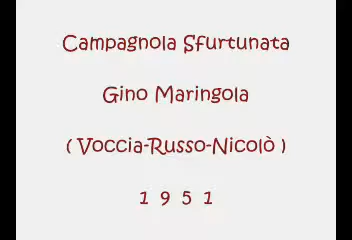 Campagnola Sfurtunata
Gino Maringola
( Voccia-Russo-Nicolò )
1 9 5 1